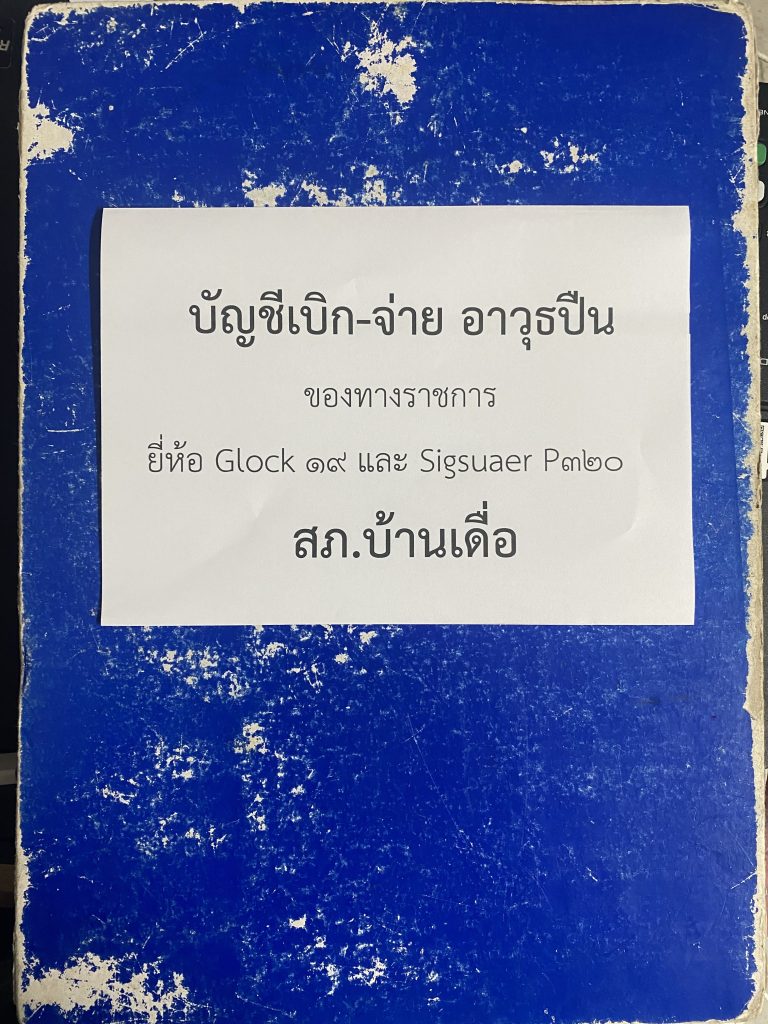 บัญชีเบิก-จ่าย อาวุธปืน
ของทางราชการ
ยี่ห้อ Glock ๑๙ และ Sigsuaer P๓๒๐
สภ.บ้านเดื่อ